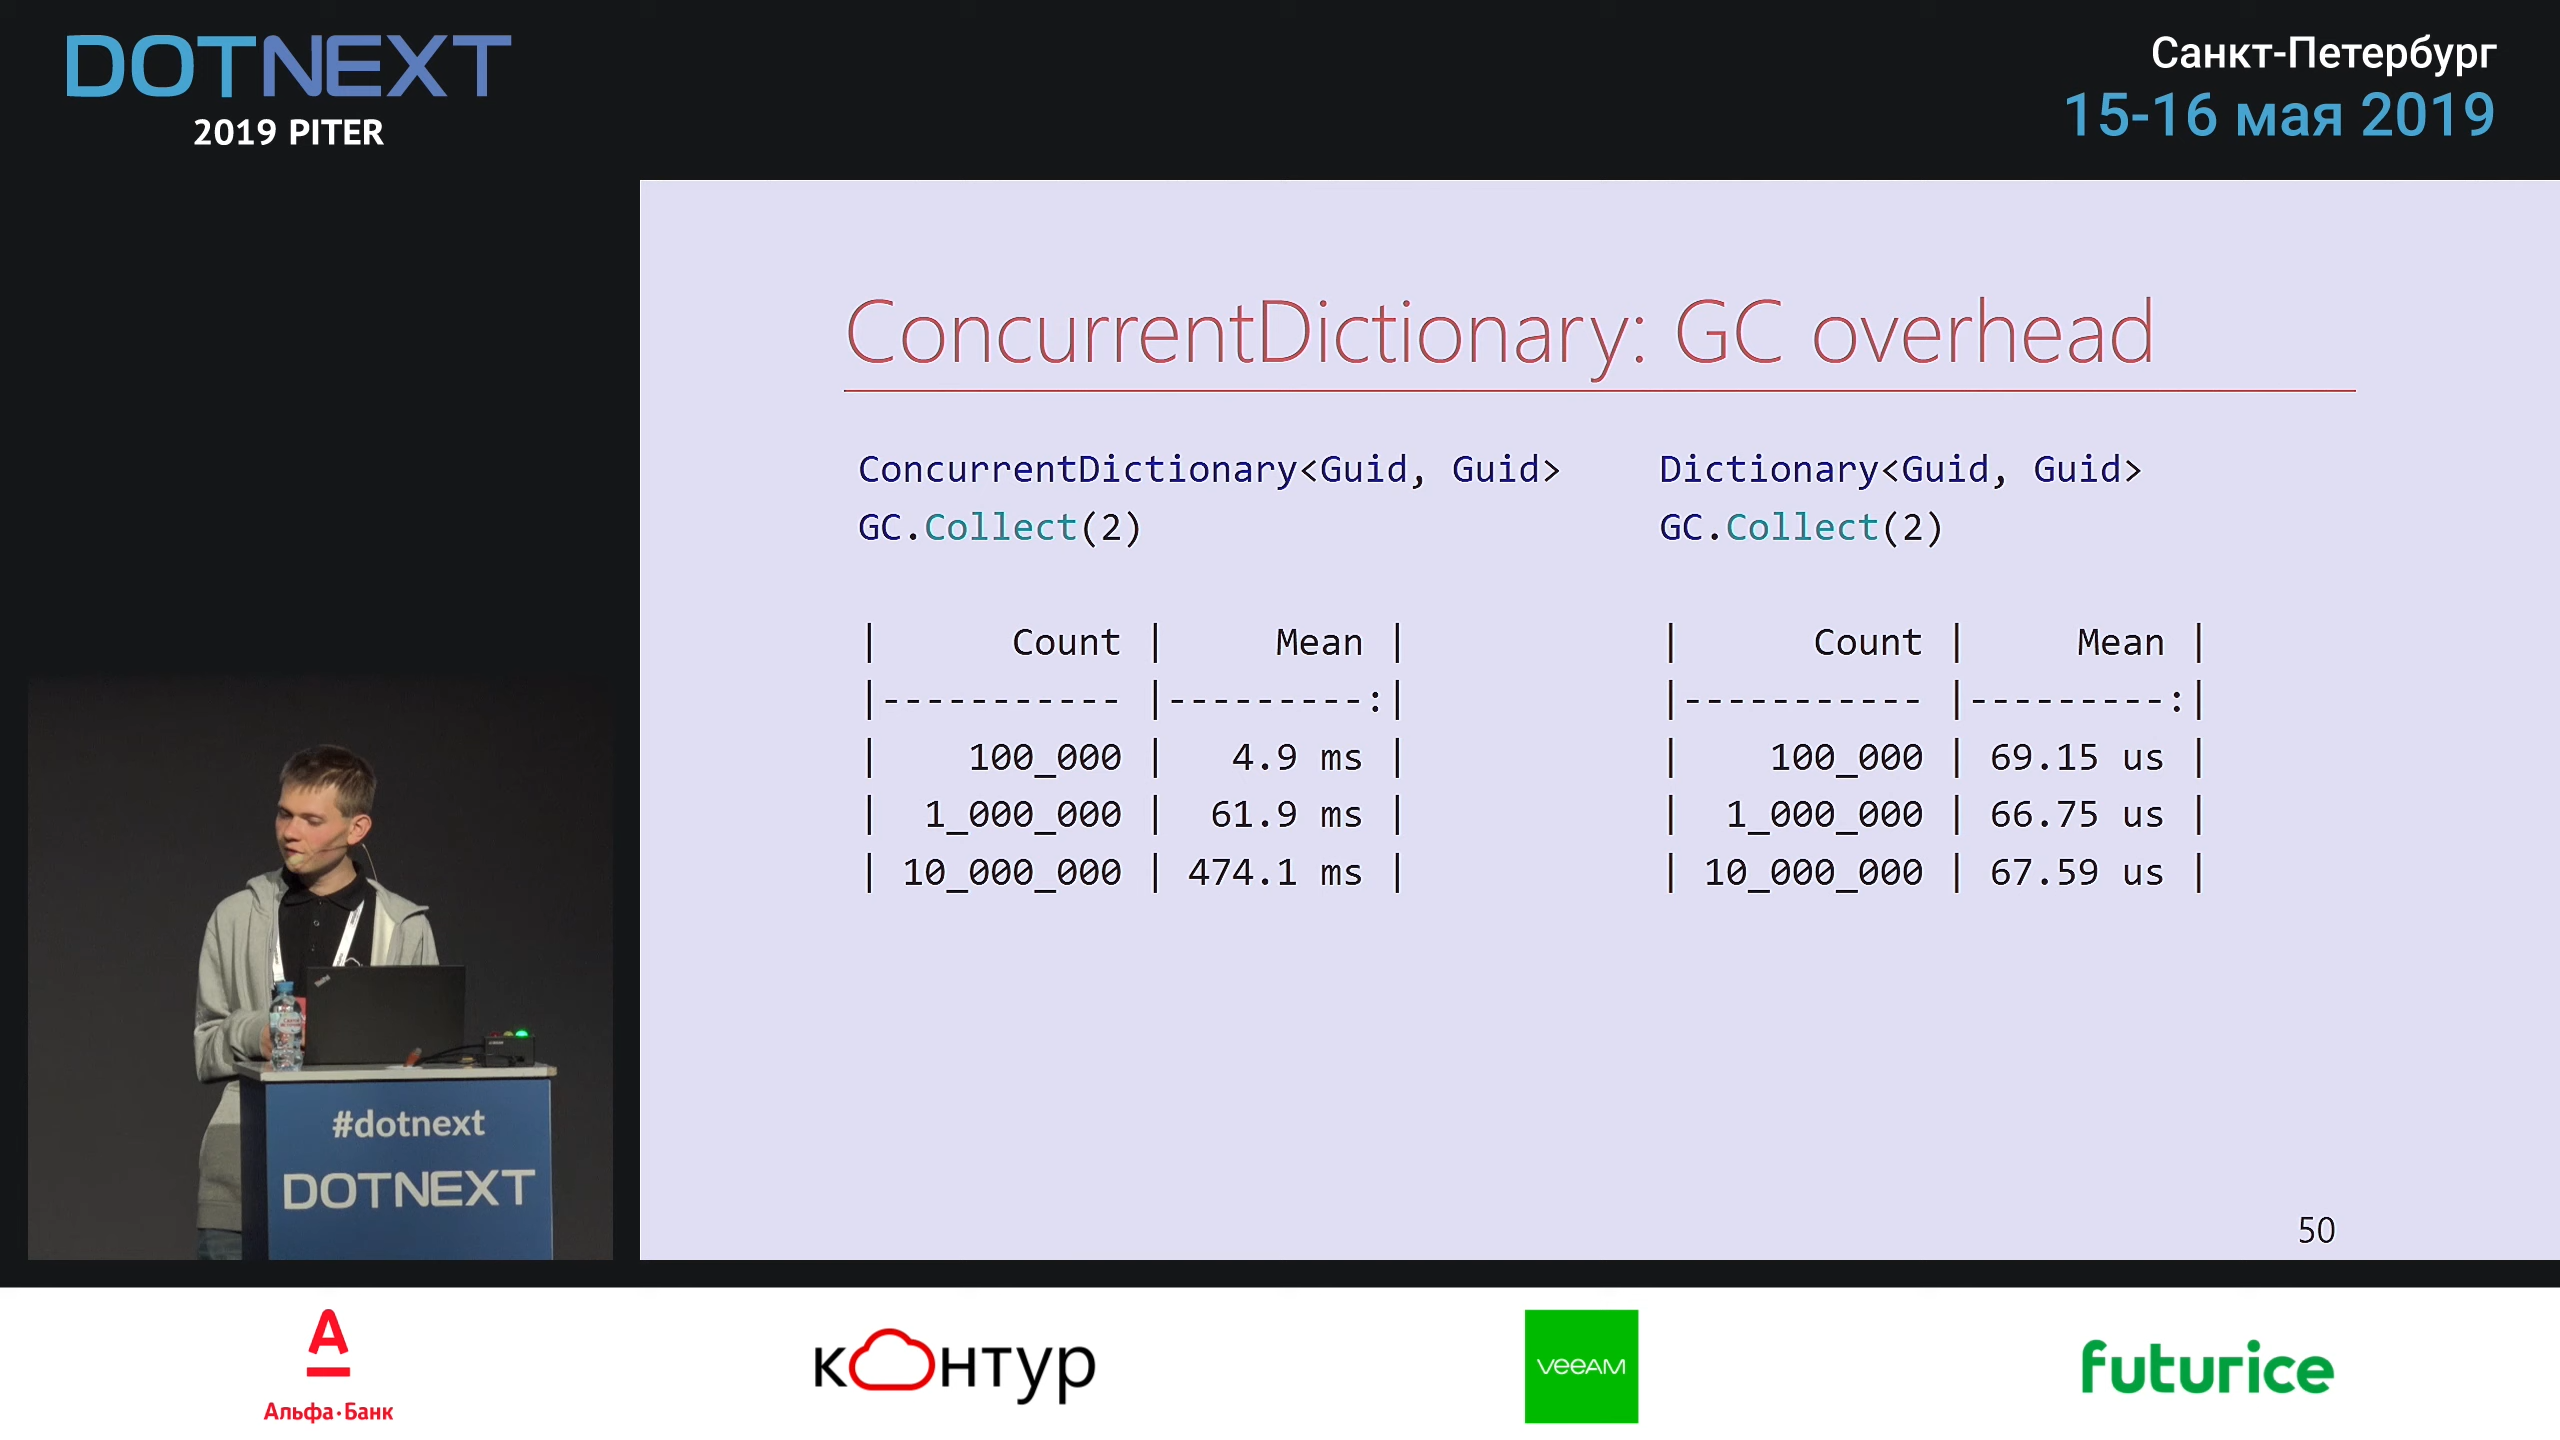 DOTNEXT
2019 PITER
Санкт-Петербург
15-16 мая 2019
ConcurrentDictionary: GC overhead
ConcurrentDictionary<Guid, Guid>
GC.Collect(2)
|      Count |     Mean |
|----------- |---------:|
|    100_000 |   4.9 ms |
|  1_000_000 |  61.9 ms |
| 10_000_000 | 474.1 ms |
Dictionary<Guid, Guid>
GC.Collect(2)
|      Count |     Mean |
|----------- |---------:|
|    100_000 | 69.15 us |
|  1_000_000 | 66.75 us |
| 10_000_000 | 67.59 us |
50
#dotnext
DOTNEXT
Альфа·Банк
контур
veeam
futurice